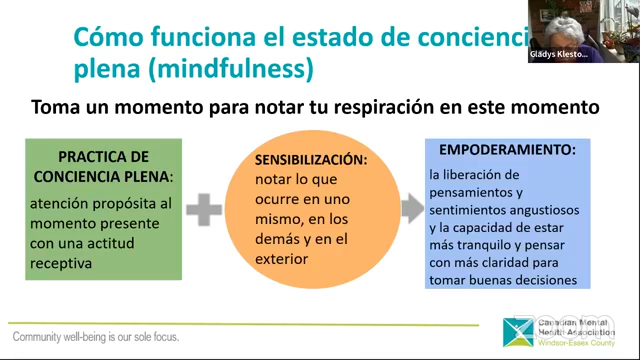 Cómo funciona el estado de concienci
plena (mindfulness)
Gladys Klesto...
Toma un momento para notar tu respiración en este momento
PRACTICA DE
CONCIENCIA PLENA:
atención propósita al
momento presente
con una actitud
receptiva
SENSIBILIZACIÓN:
notar lo que
ocurre en uno
mismo, en los
demás y en el
exterior
EMPODERAMIENTO:
la liberación de
pensamientos y
sentimientos angustiosos
y la capacidad de estar
más tranquilo y pensar
con más claridad para
tomar buenas decisiones
Community well-being is our sole focus.
Canadian Mental
Health Association
Windsor-Essex County
zoom